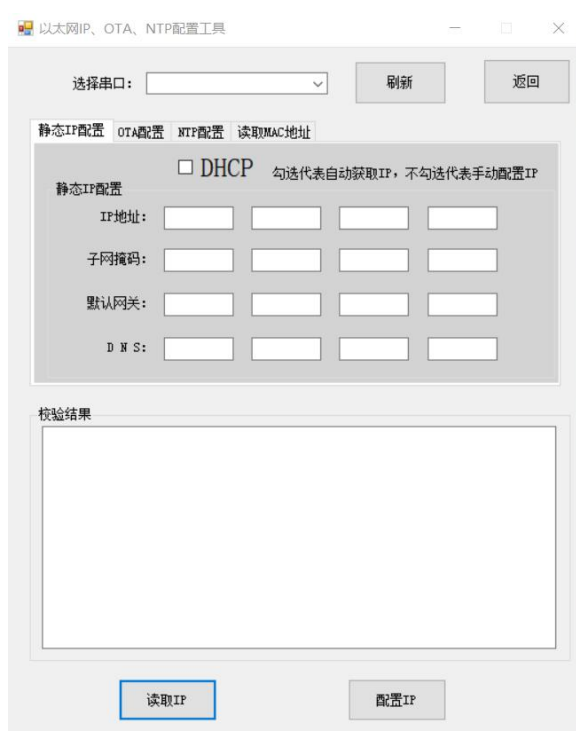 以太网IP、OTA、NTP配置工具
选择串口: 刷新 返回
静态IP配置 OTA配置 NTP配置 读取MAC地址
DHCP 勾选代表自动获取IP，不勾选代表手动配置IP
静态IP配置
IP地址:
子网掩码:
默认网关:
D N S:
校验结果
读取IP 配置IP